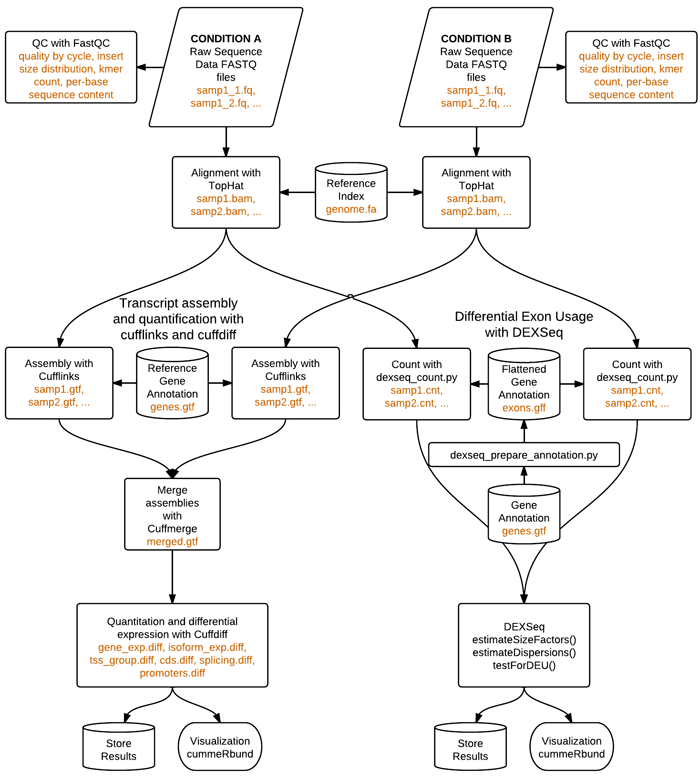 QC with FastQC
quality by cycle, insert
size distribution, kmer
count, per-base
sequence content
CONDITION A
Raw Sequence
Data FASTQ
files
samp1_1.fq,
samp1_2.fq, ...
CONDITION B
Raw Sequence
Data FASTQ
files
samp1_1.fq,
samp1_2.fq, ...
QC with FastQC
quality by cycle, insert
size distribution, kmer
count, per-base
sequence content
Alignment with
TopHat
samp1.bam,
samp2.bam, ...
Reference
Index
genome.fa
Alignment with
TopHat
samp1.bam,
samp2.bam, ...
Transcript assembly
and quantification with
cufflinks and cuffdiff
Differential Exon Usage
with DEXSeq
Assembly with
Cufflinks
samp1.gtf,
samp2.gtf, ...
Reference
Gene
Annotation
genes.gtf
Assembly with
Cufflinks
samp1.gtf,
samp2.gtf, ...
Count with
dexseq_count.py
samp1.cnt,
samp2.cnt, ...
Flattened
Gene
Annotation
exons.gff
Count with
dexseq_count.py
samp1.cnt,
samp2.cnt, ...
dexseq_prepare_annotation.py
Merge
assemblies
with
Cuffmerge
merged.gtf
Gene
Annotation
genes.gtf
Quantitation and differential
expression with Cuffdiff
gene_exp.diff, isoform_exp.diff,
tss_group.diff, cds.diff, splicing.diff,
promoters.diff
DEXSeq
estimateSizeFactors()
estimateDispersions()
testForDEU()
Store
Results
Visualization
cummeRbund
Store
Results
Visualization
cummeRbund